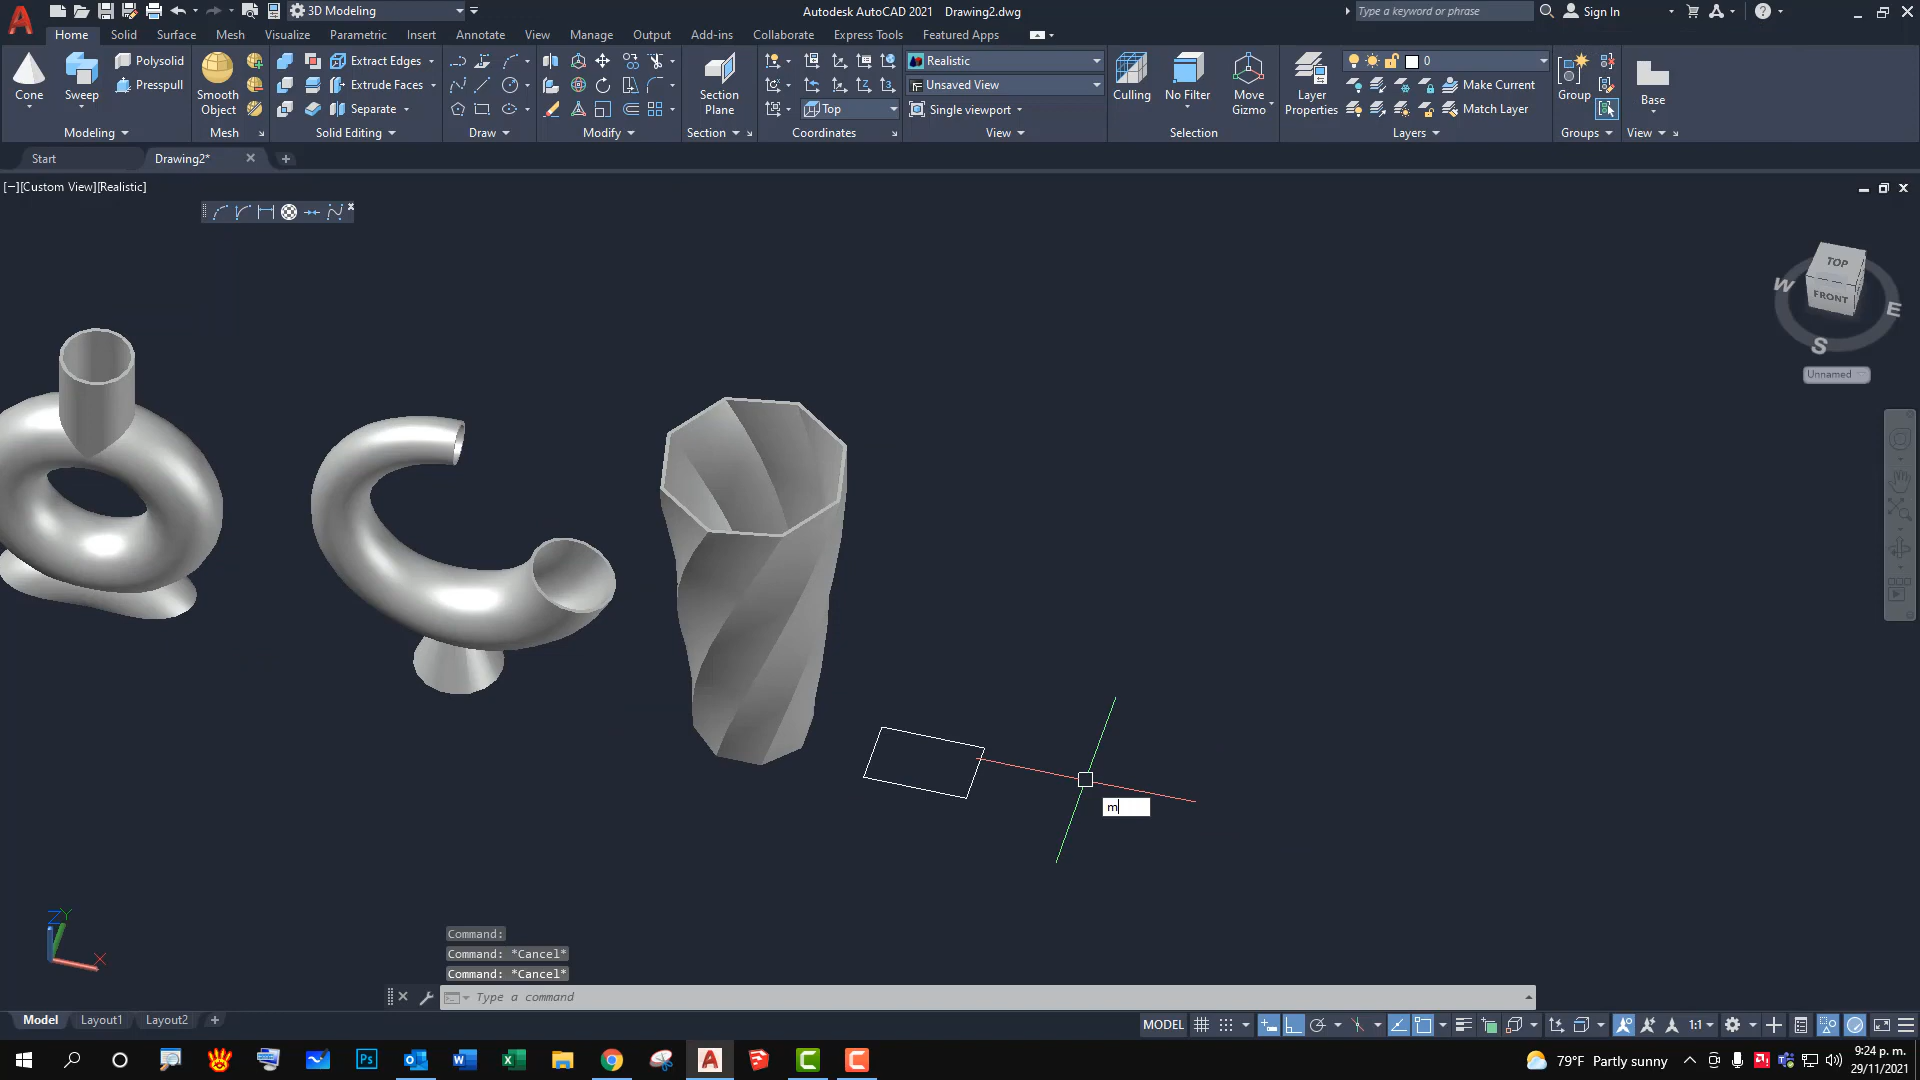 3D Modeling
Autodesk AutoCAD 2021 Drawing2.dwg
Type a keyword or phrase
Sign In
Home Solid Surface Mesh Visualize Parametric Insert Annotate View Manage Output Add-ins Collaborate Express Tools Featured Apps
Cone
Sweep
Polysolid
Presspull
Smooth
Object
Extract Edges
Extrude Faces
Separate
Section
Plane
Top
Realistic
Unsaved View
Single viewport
Culling
No Filter
Move
Gizmo
Layer
Properties
0
Make Current
Match Layer
Group
Base
Modeling Mesh Solid Editing Draw Modify Section Coordinates View Selection Layers Groups View
Start Drawing2*
[−][Custom View][Realistic]
TOP
FRONT
W
E
S
Unnamed
m
Z
Y
X
Command:
Command: *Cancel*
Command: *Cancel*
Type a command
Model Layout1 Layout2
MODEL
1:1
79°F Partly sunny
9:24 p. m.
29/11/2021